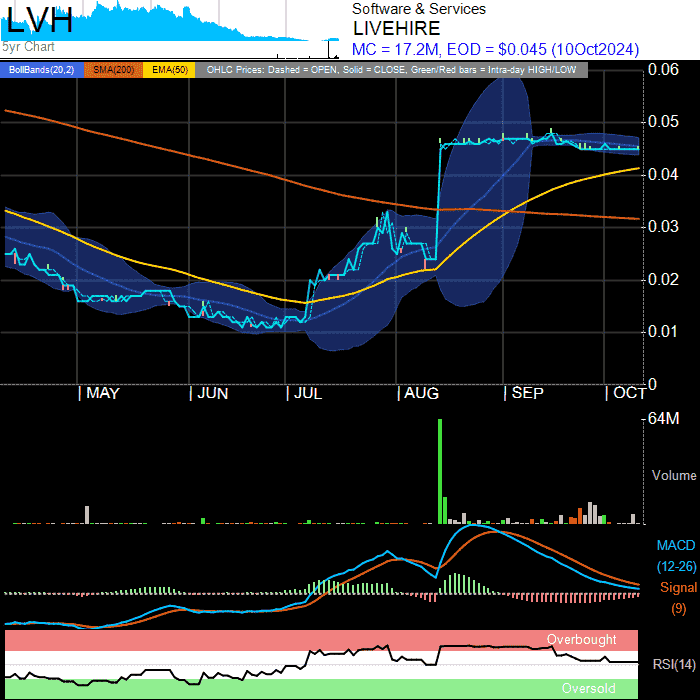 LVH
5yr Chart
Software & Services
LIVEHIRE
MC = 17.2M, EOD = $0.045 (10Oct2024)
BollBands(20,2) SMA(200) EMA(50) OHLC Prices: Dashed = OPEN, Solid = CLOSE, Green/Red bars = Intra-day HIGH/LOW
0.06
0.05
0.04
0.03
0.02
0.01
0
| MAY | JUN | JUL | AUG | SEP | OCT
64M
Volume
MACD
(12-26)
Signal
(9)
Overbought
RSI(14)
Oversold